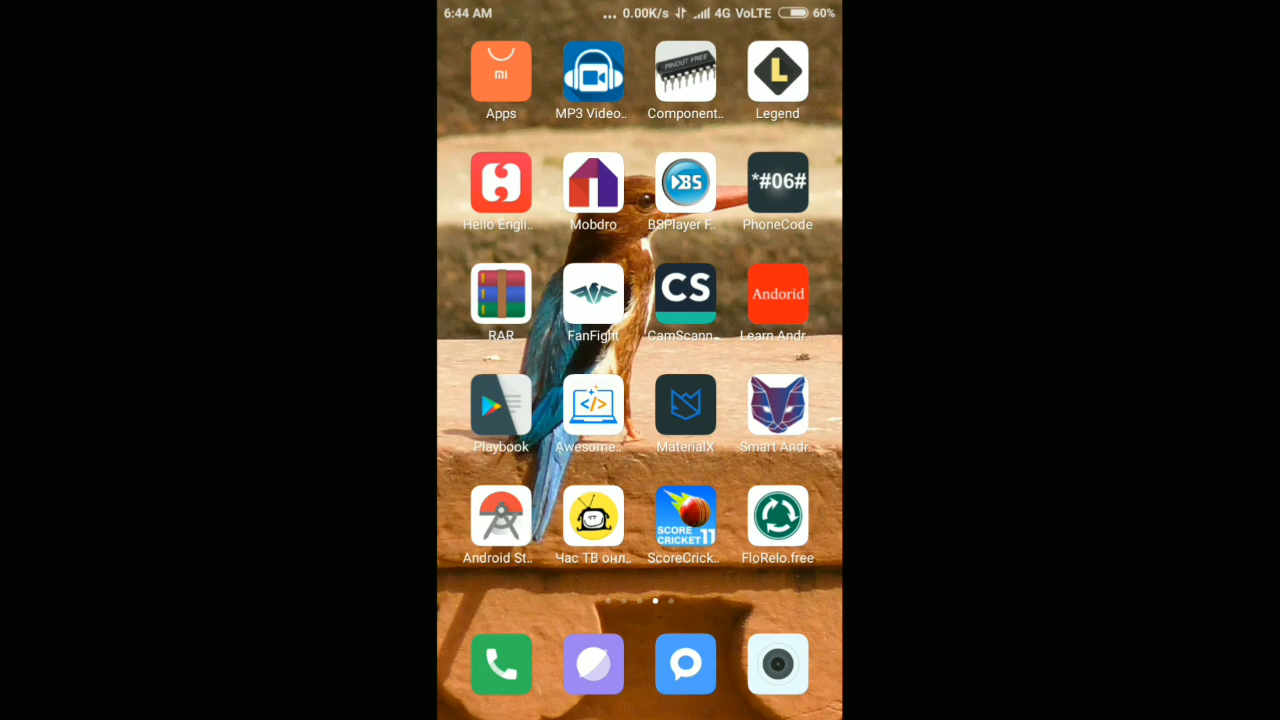 6:44 AM ... 0.00K/s 4G VoLTE 60%
mi
PINOUT FREE
L
Apps MP3 Video.. Component.. Legend
BS *#06#
Hello Engli.. Mobdro BSPlayer F.. PhoneCode
CS Andorid
RAR FanFight CamScann.. Learn Andr..
</>
Playbook Awesome.. MaterialX Smart Andr..
SCORE
CRICKET 11
Android St.. Час ТВ онл.. ScoreCrick.. FloRelo.free